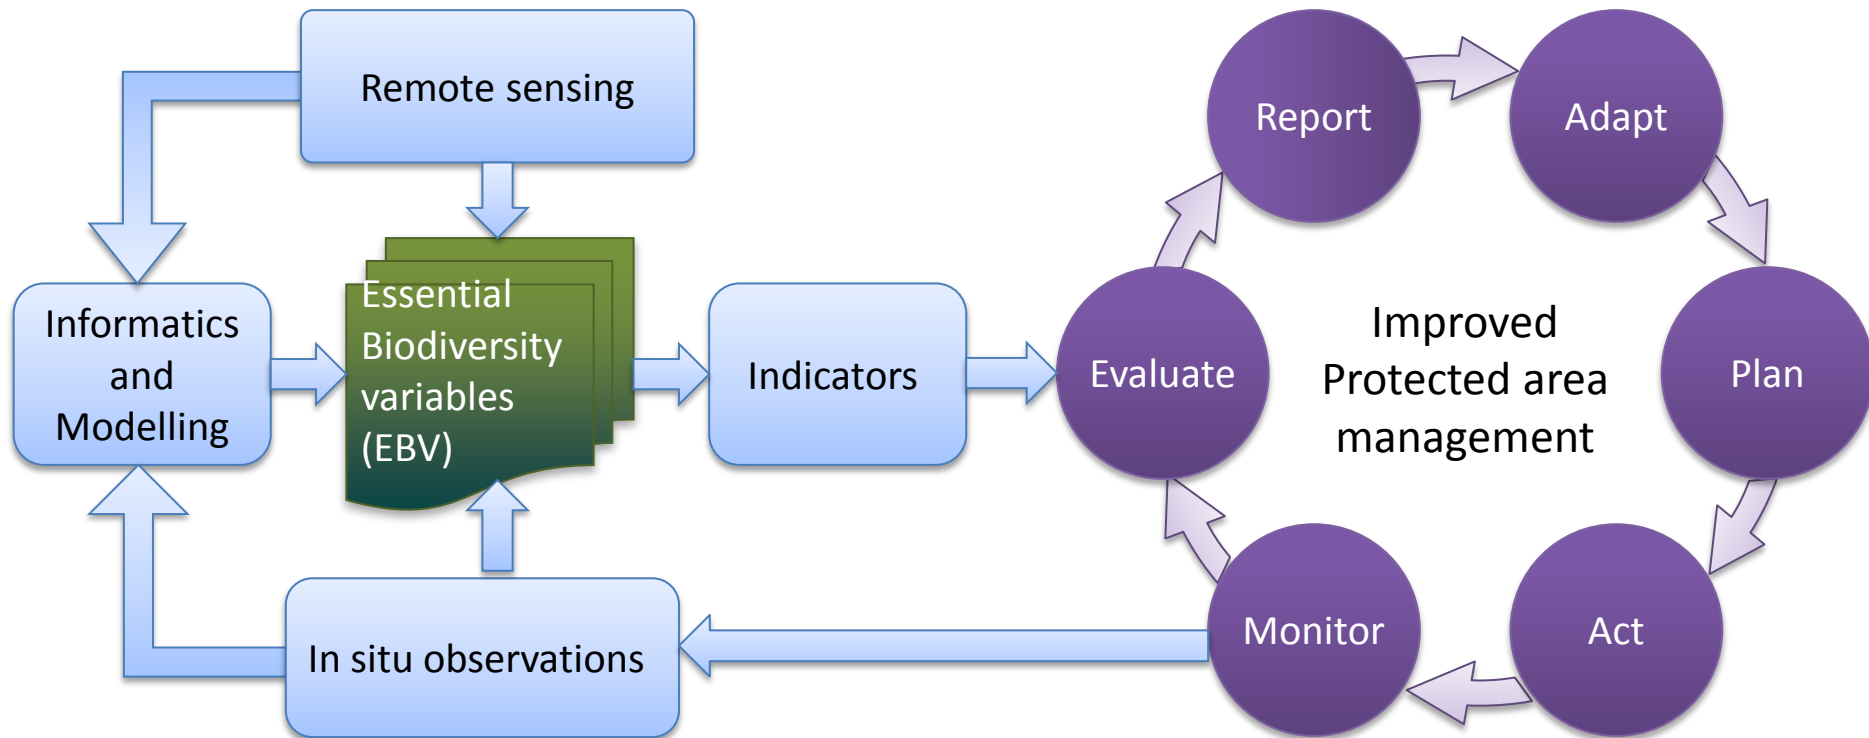 Remote sensing
Informatics
and
Modelling
Essential
Biodiversity
variables
(EBV)
Indicators
In situ observations
Report
Adapt
Evaluate
Improved
Protected area
management
Plan
Monitor
Act